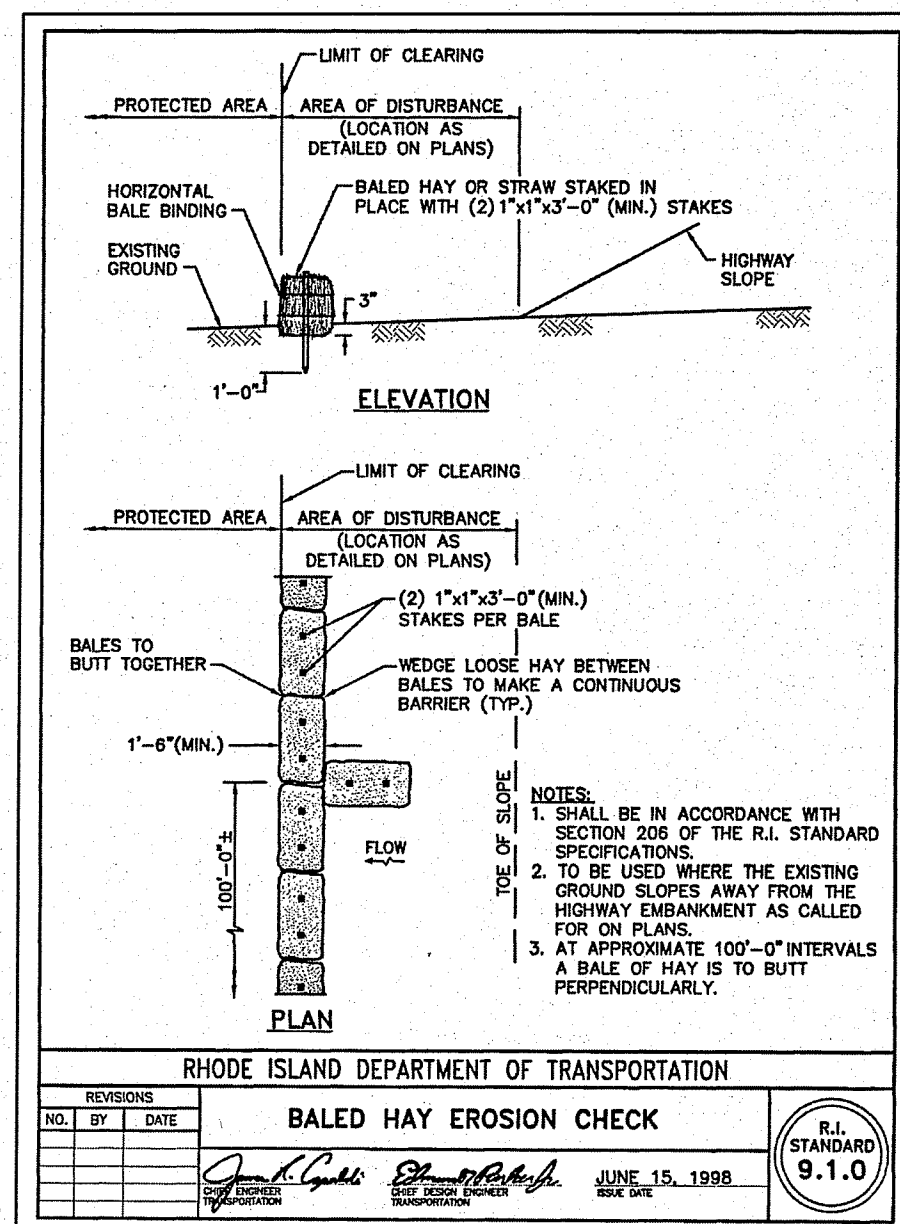 LIMIT OF CLEARING
PROTECTED AREA
AREA OF DISTURBANCE
(LOCATION AS
DETAILED ON PLANS)
HORIZONTAL
BALE BINDING
BALED HAY OR STRAW STAKED IN
PLACE WITH (2) 1"x1"x3'-0" (MIN.) STAKES
EXISTING
GROUND
HIGHWAY
SLOPE
3"
1'-0"
ELEVATION
LIMIT OF CLEARING
PROTECTED AREA
AREA OF DISTURBANCE
(LOCATION AS
DETAILED ON PLANS)
(2) 1"x1"x3'-0"(MIN.)
STAKES PER BALE
BALES TO
BUTT TOGETHER
WEDGE LOOSE HAY BETWEEN
BALES TO MAKE A CONTINUOUS
BARRIER (TYP.)
1'-6"(MIN.)
100'-0"±
FLOW
TOE OF SLOPE
NOTES:
1. SHALL BE IN ACCORDANCE WITH
SECTION 206 OF THE R.I. STANDARD
SPECIFICATIONS.
2. TO BE USED WHERE THE EXISTING
GROUND SLOPES AWAY FROM THE
HIGHWAY EMBANKMENT AS CALLED
FOR ON PLANS.
3. AT APPROXIMATE 100'-0" INTERVALS
A BALE OF HAY IS TO BUTT
PERPENDICULARLY.
PLAN
RHODE ISLAND DEPARTMENT OF TRANSPORTATION
REVISIONS
NO. BY DATE
BALED HAY EROSION CHECK
CHIEF ENGINEER
TRANSPORTATION
CHIEF DESIGN ENGINEER
TRANSPORTATION
JUNE 15, 1998
ISSUE DATE
R.I.
STANDARD
9.1.0